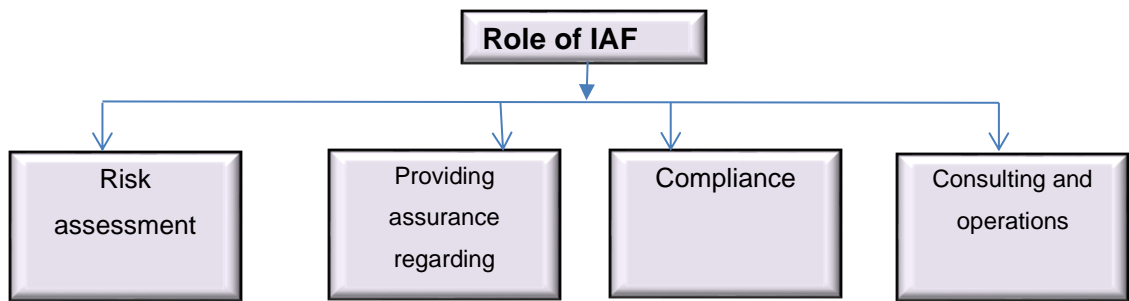 Role of IAF
Risk
assessment
Providing
assurance
regarding
Compliance
Consulting and
operations